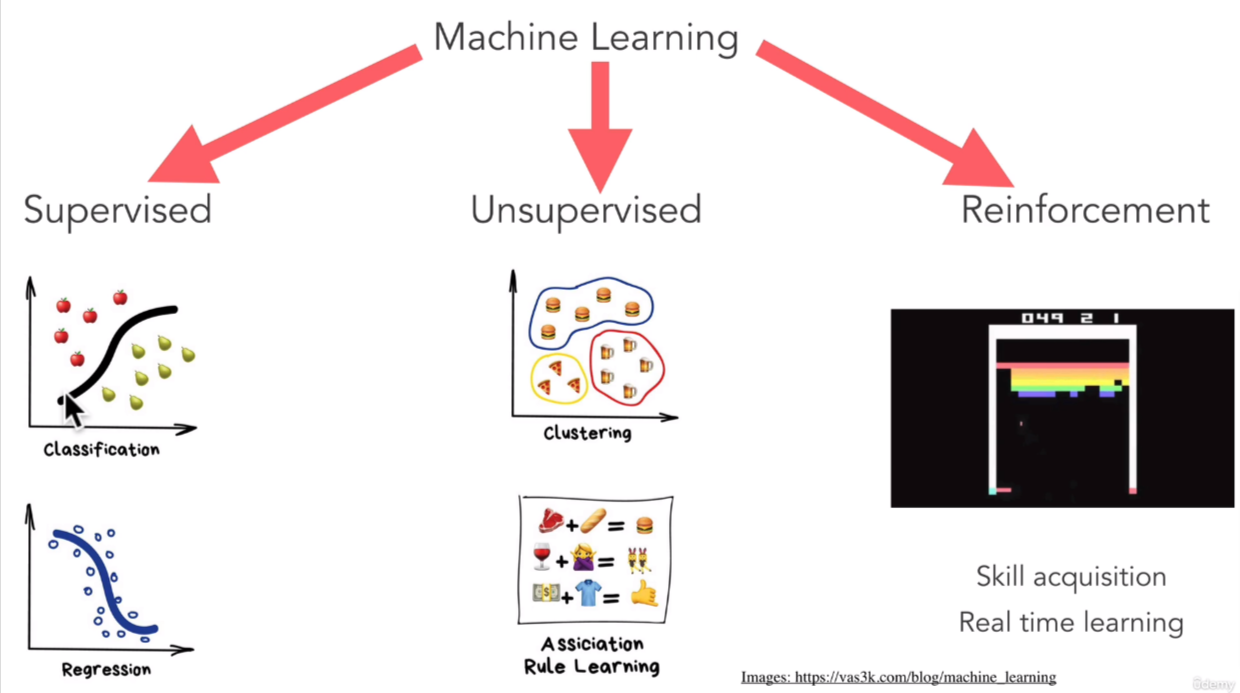 Machine Learning
Supervised
Unsupervised
Reinforcement
Classification
Regression
Clustering
Assiciation
Rule Learning
049 2 1
Skill acquisition
Real time learning
Images: https://vas3k.com/blog/machine_learning
ûdemy